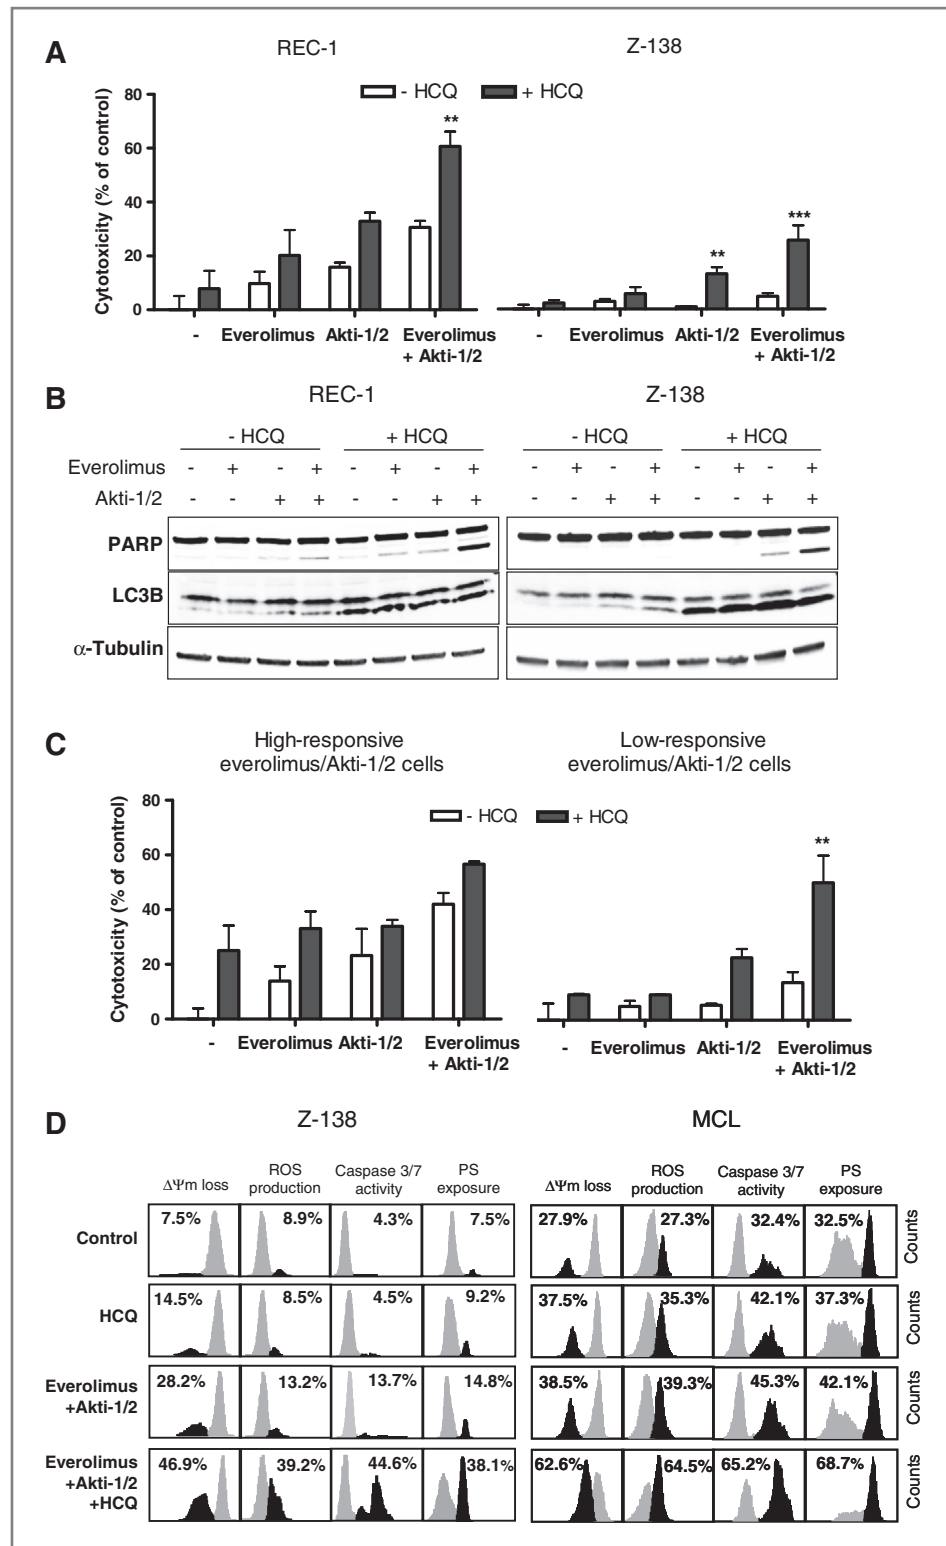 A
REC-1
Z-138
- HCQ
+ HCQ
Cytotoxicity (% of control)
80
60
40
20
0
**
**
***
-
Everolimus
Akti-1/2
Everolimus
+ Akti-1/2
-
Everolimus
Akti-1/2
Everolimus
+ Akti-1/2
B
REC-1
Z-138
- HCQ
+ HCQ
- HCQ
+ HCQ
Everolimus - + - + - + - + - + - + - + - +
Akti-1/2 - - + + - - + + - - + + - - + +
PARP
LC3B
α-Tubulin
C
High-responsive
everolimus/Akti-1/2 cells
Low-responsive
everolimus/Akti-1/2 cells
- HCQ
+ HCQ
Cytotoxicity (% of control)
80
60
40
20
0
**
-
Everolimus
Akti-1/2
Everolimus
+ Akti-1/2
-
Everolimus
Akti-1/2
Everolimus
+ Akti-1/2
D
Z-138
MCL
ΔΨm loss
ROS
production
Caspase 3/7
activity
PS
exposure
ΔΨm loss
ROS
production
Caspase 3/7
activity
PS
exposure
Control
7.5% 8.9% 4.3% 7.5% 27.9% 27.3% 32.4% 32.5%
Counts
HCQ
14.5% 8.5% 4.5% 9.2% 37.5% 35.3% 42.1% 37.3%
Counts
Everolimus
+Akti-1/2
28.2% 13.2% 13.7% 14.8% 38.5% 39.3% 45.3% 42.1%
Counts
Everolimus
+Akti-1/2
+HCQ
46.9% 39.2% 44.6% 38.1% 62.6% 64.5% 65.2% 68.7%
Counts